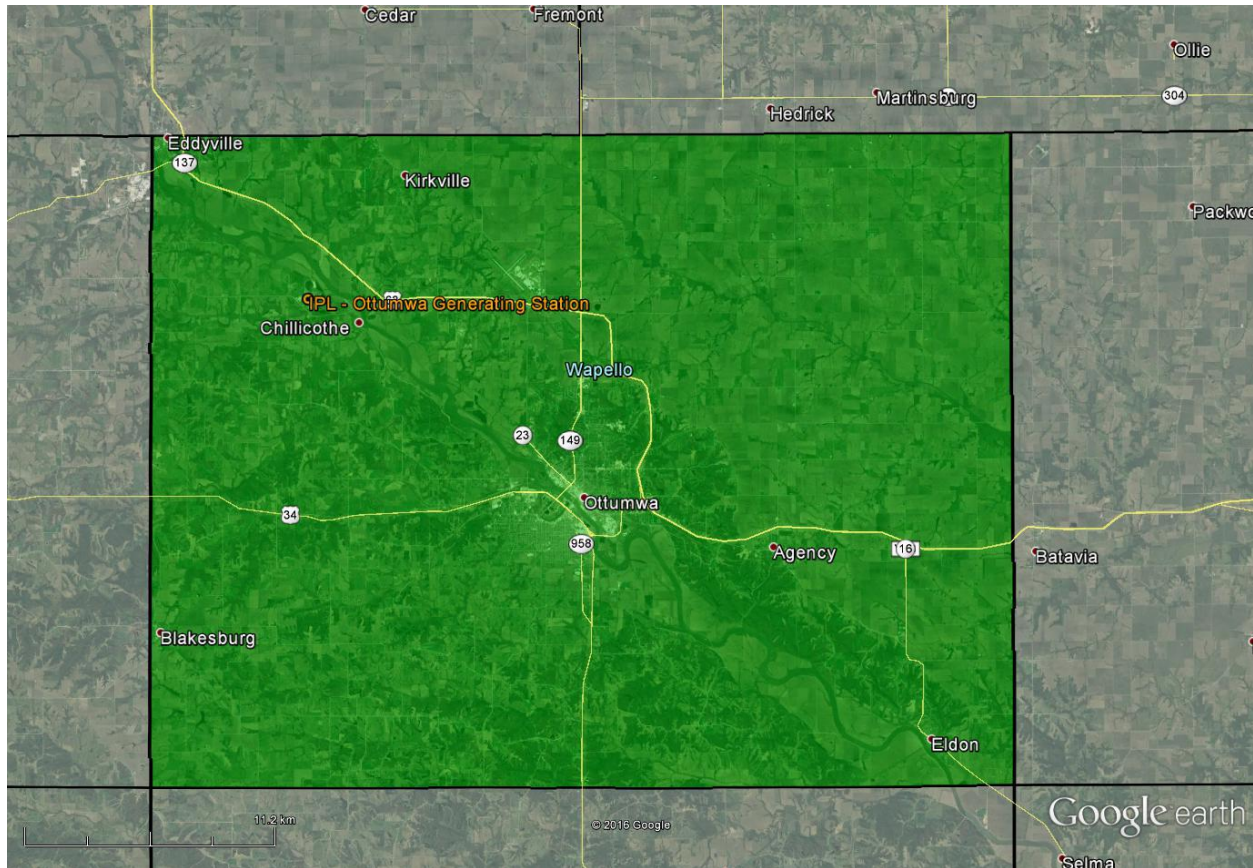 Cedar
Fremont
Ollie
Martinsburg
304
Hedrick
Eddyville
137
Kirkville
Packwo
IPL - Ottumwa Generating Station
Chillicothe
Wapello
23
149
Ottumwa
34
958
Agency
16
Batavia
Blakesburg
Eldon
11.2 km
© 2016 Google
Google earth
Selma